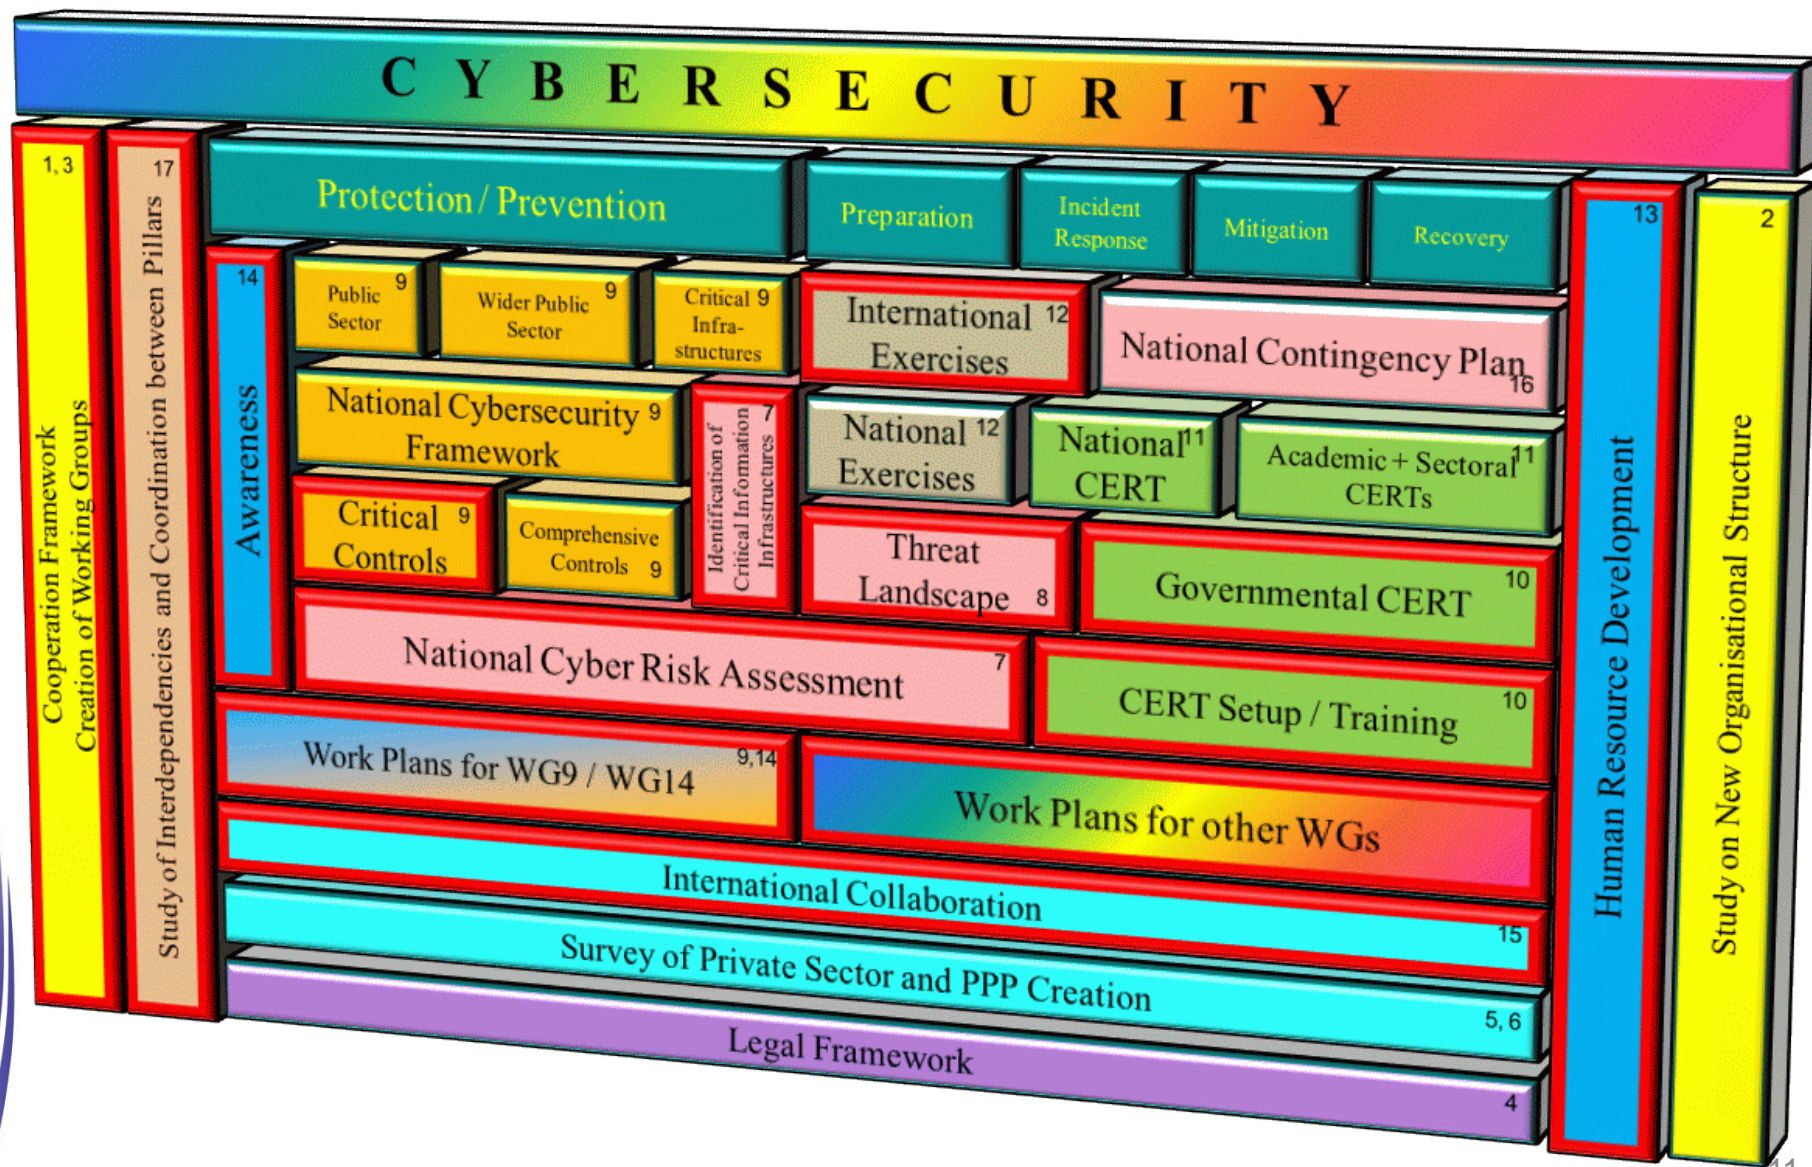 C Y B E R S E C U R I T Y
1, 3
Cooperation Framework
Creation of Working Groups
17
Study of Interdependencies and Coordination between Pillars
Protection / Prevention
Preparation
Incident
Response
Mitigation
Recovery
14
Awareness
Public
Sector
9
Wider Public
Sector
9
Critical
Infra-
structures
9
International
Exercises
12
National Contingency Plan
16
National Cybersecurity
Framework
9
Identification of
Critical Information
Infrastructures
7
National
Exercises
12
National
CERT
11
Academic + Sectoral
CERTs
11
Critical
Controls
9
Comprehensive
Controls
9
Threat
Landscape
8
Governmental CERT
10
National Cyber Risk Assessment
7
CERT Setup / Training
10
Work Plans for WG9 / WG14
9,14
Work Plans for other WGs
International Collaboration
15
Survey of Private Sector and PPP Creation
5, 6
Legal Framework
4
13
Human Resource Development
2
Study on New Organisational Structure